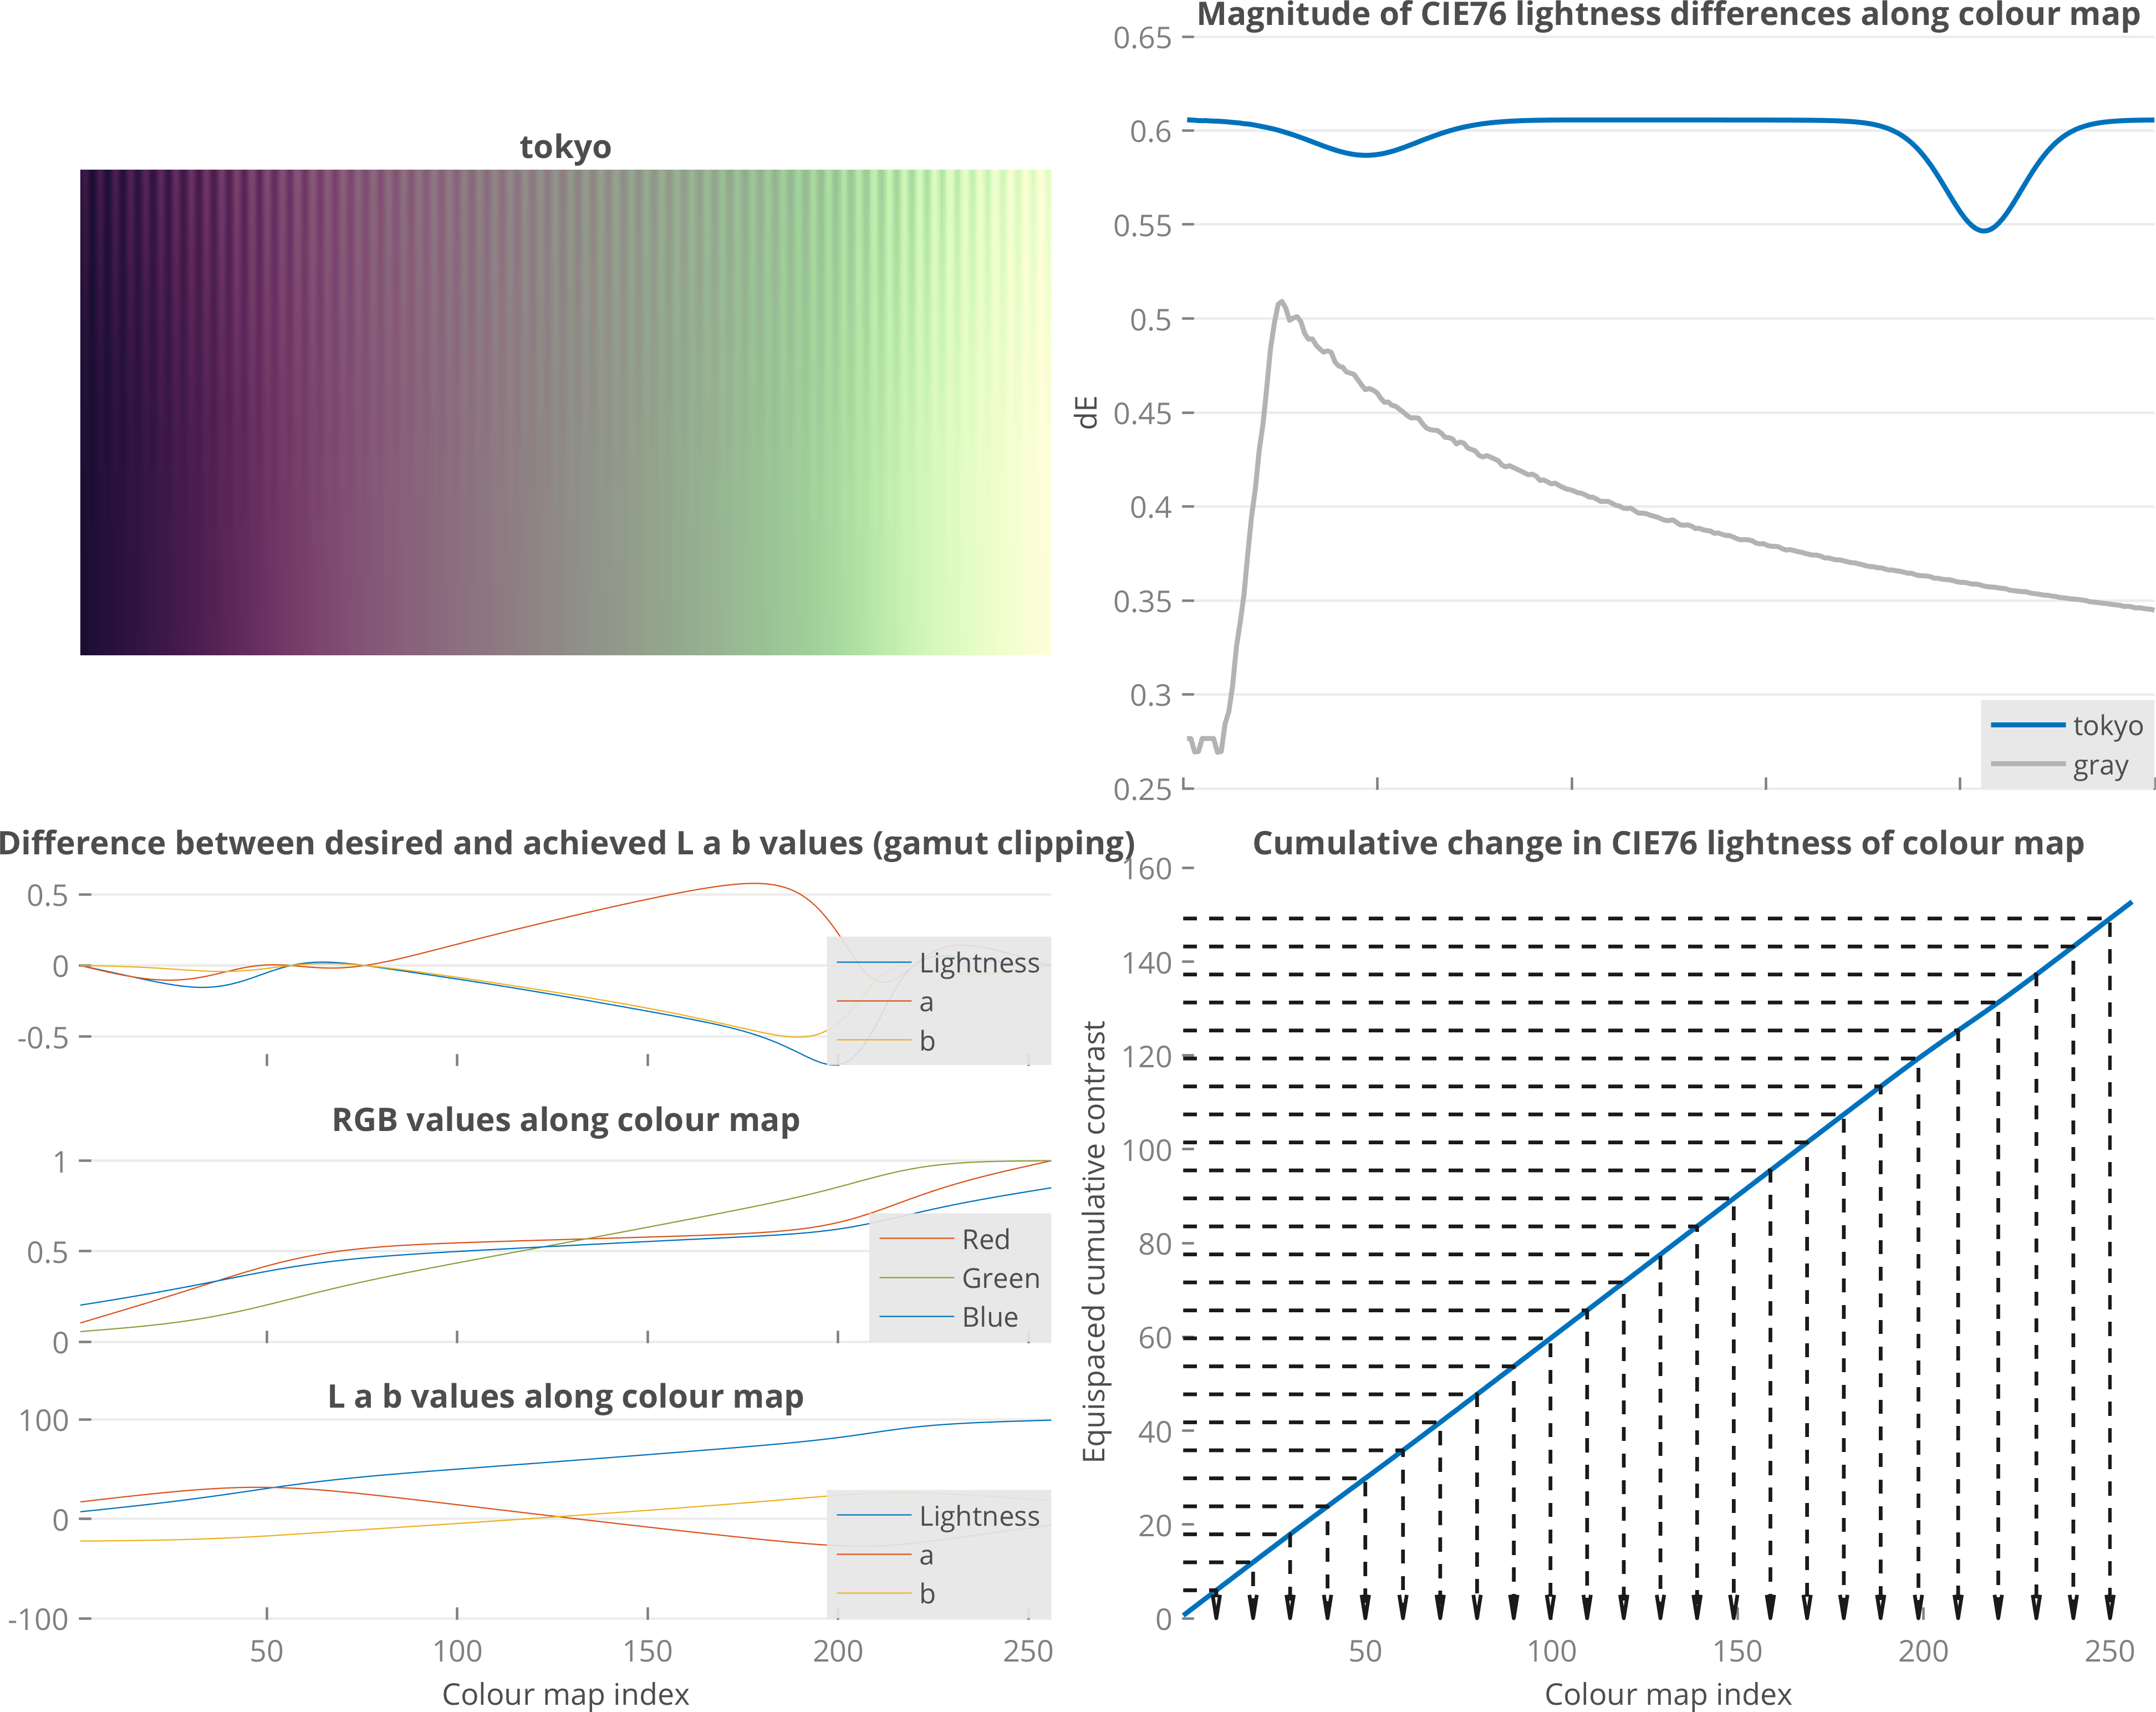 tokyo
Magnitude of CIE76 lightness differences along colour map
0.65
0.6
0.55
0.5
0.45
0.4
0.35
0.3
0.25
dE
tokyo
gray
Difference between desired and achieved L a b values (gamut clipping)
0.5
0
-0.5
Lightness
a
b
RGB values along colour map
1
0.5
0
Red
Green
Blue
L a b values along colour map
100
0
-100
Lightness
a
b
50 100 150 200 250
Colour map index
Cumulative change in CIE76 lightness of colour map
160
140
120
100
80
60
40
20
0
Equispaced cumulative contrast
50 100 150 200 250
Colour map index